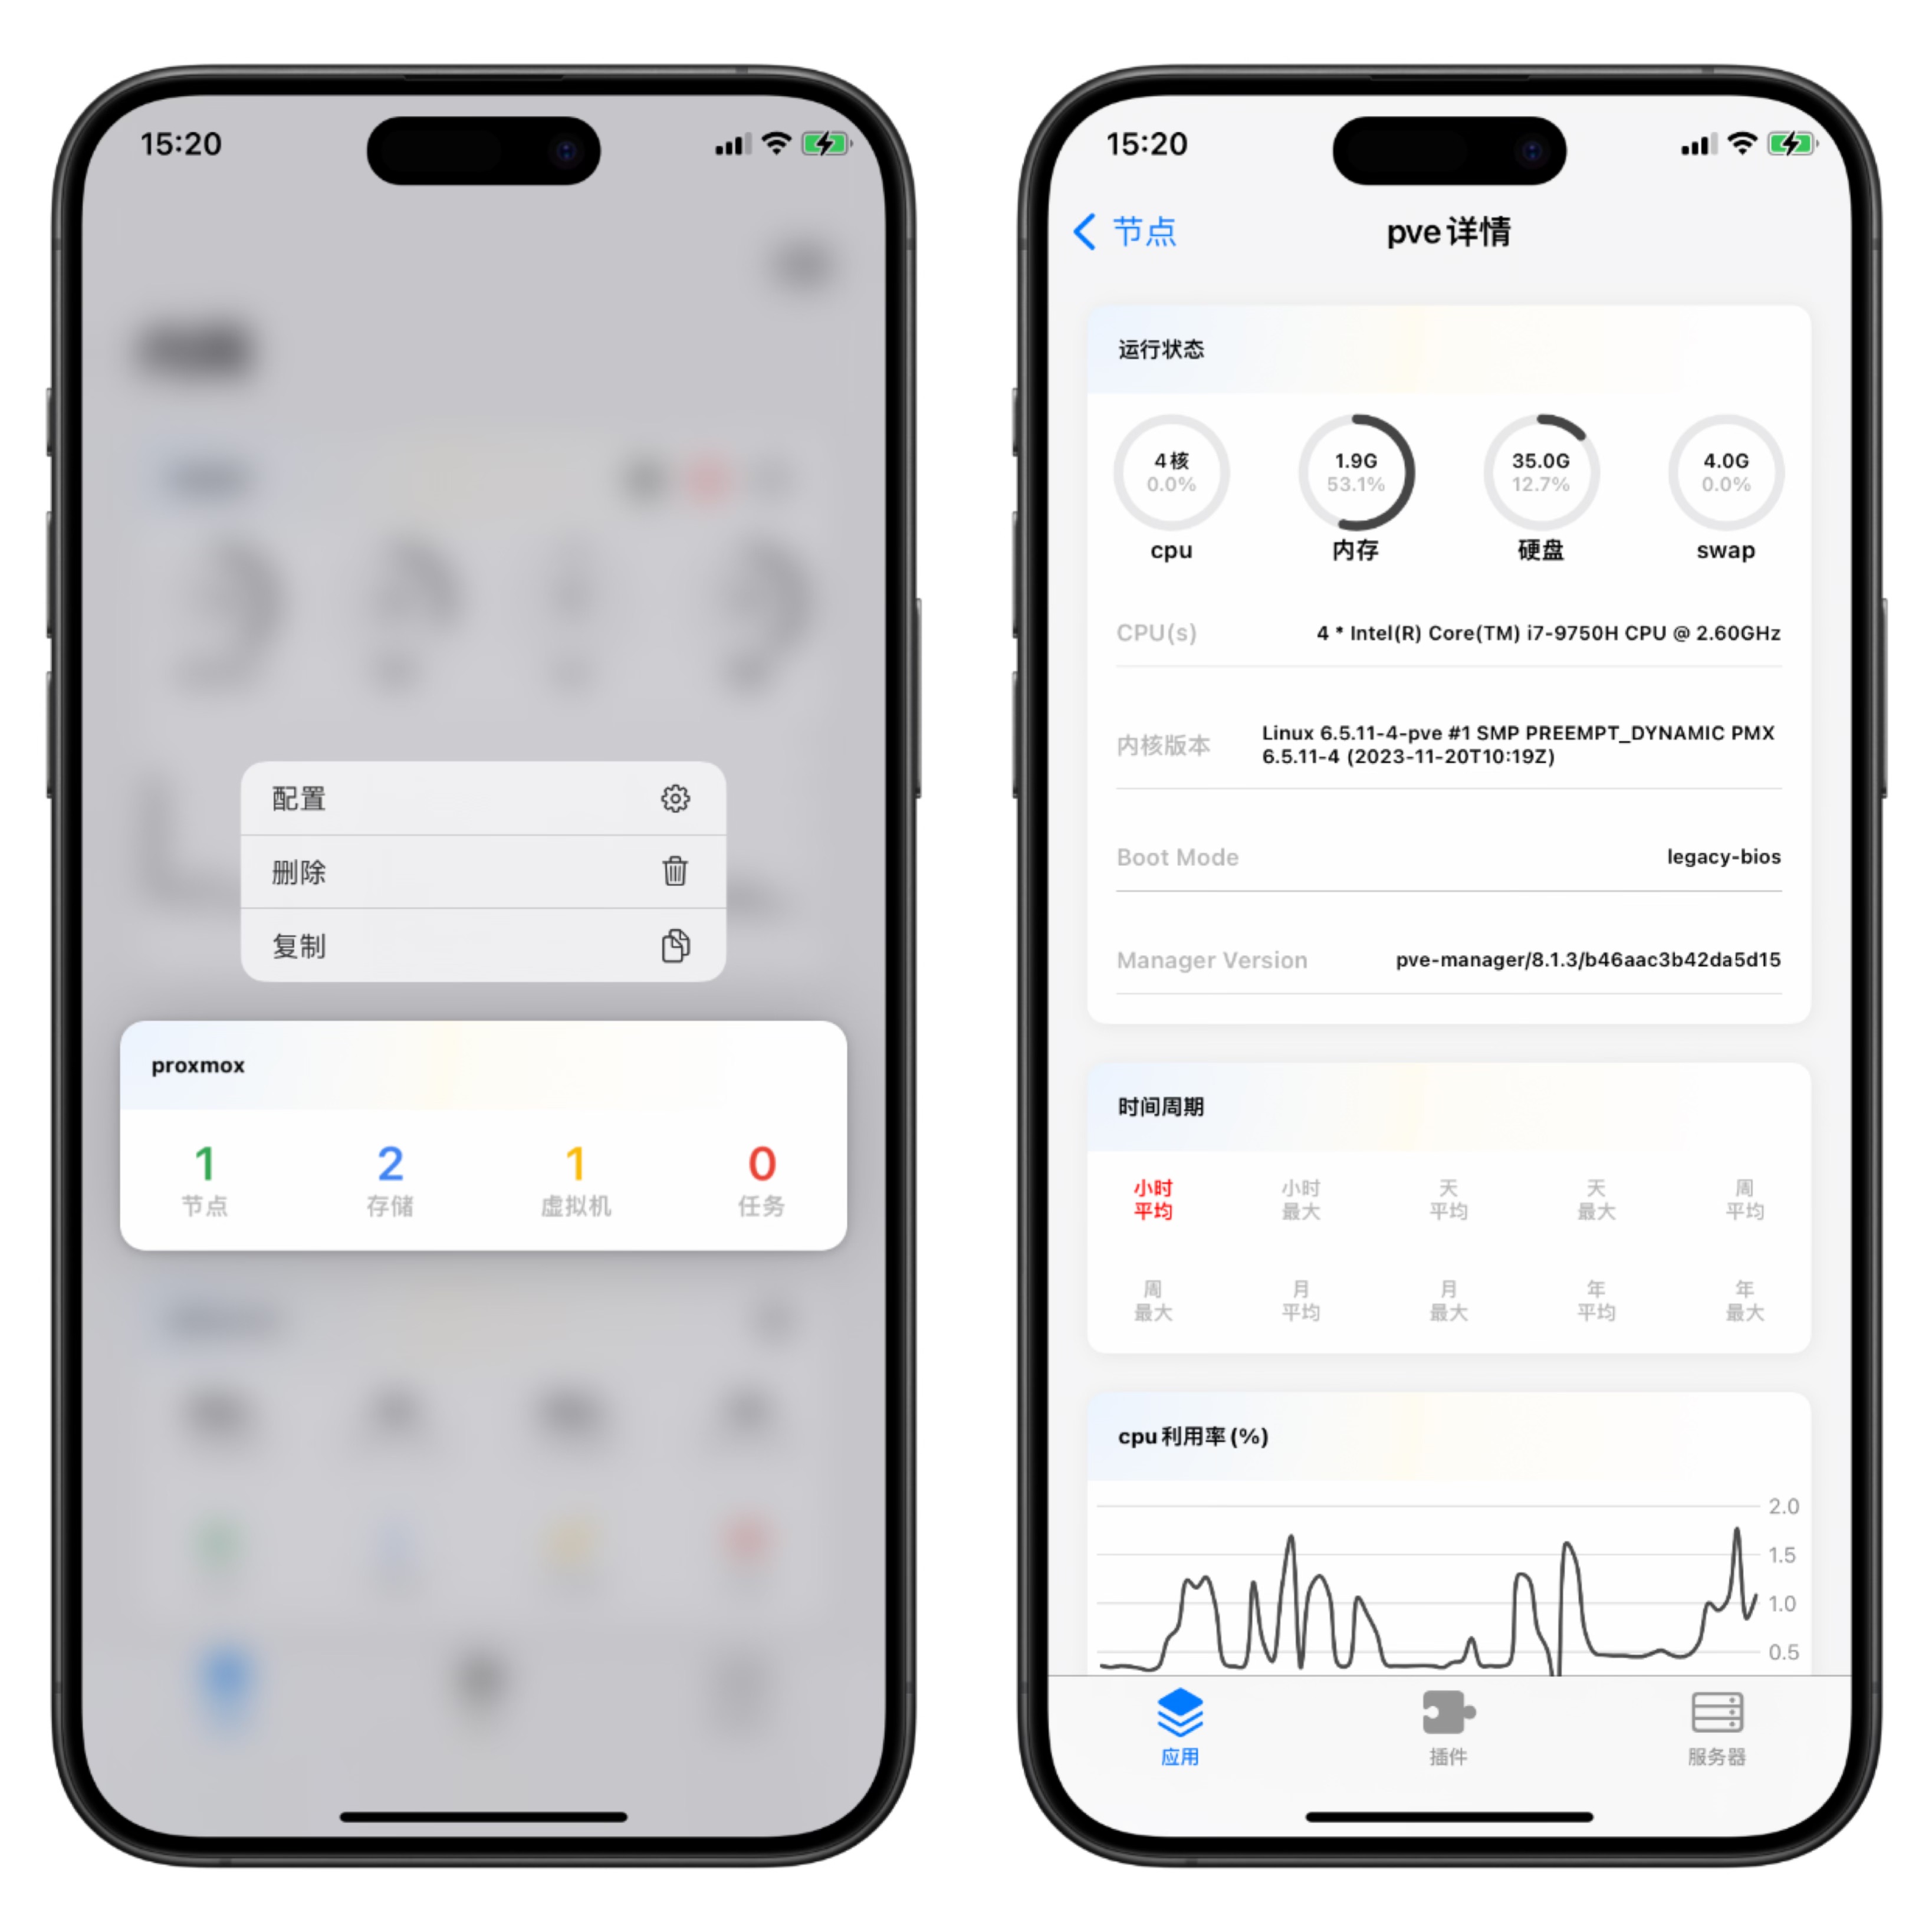 15:20
配置
删除
复制
proxmox
1 2 1 0
节点 存储 虚拟机 任务
15:20
节点 pve详情
运行状态
4核 1.9G 35.0G 4.0G
0.0% 53.1% 12.7% 0.0%
cpu 内存 硬盘 swap
CPU(s) 4 * Intel(R) Core(TM) i7-9750H CPU @ 2.60GHz
内核版本 Linux 6.5.11-4-pve #1 SMP PREEMPT_DYNAMIC PMX
6.5.11-4 (2023-11-20T10:19Z)
Boot Mode legacy-bios
Manager Version pve-manager/8.1.3/b46aac3b42da5d15
时间周期
小时 小时 天 天 周
平均 最大 平均 最大 平均
周 月 月 年 年
最大 平均 最大 平均 最大
cpu利用率(%)
2.0
1.5
1.0
0.5
应用 插件 服务器